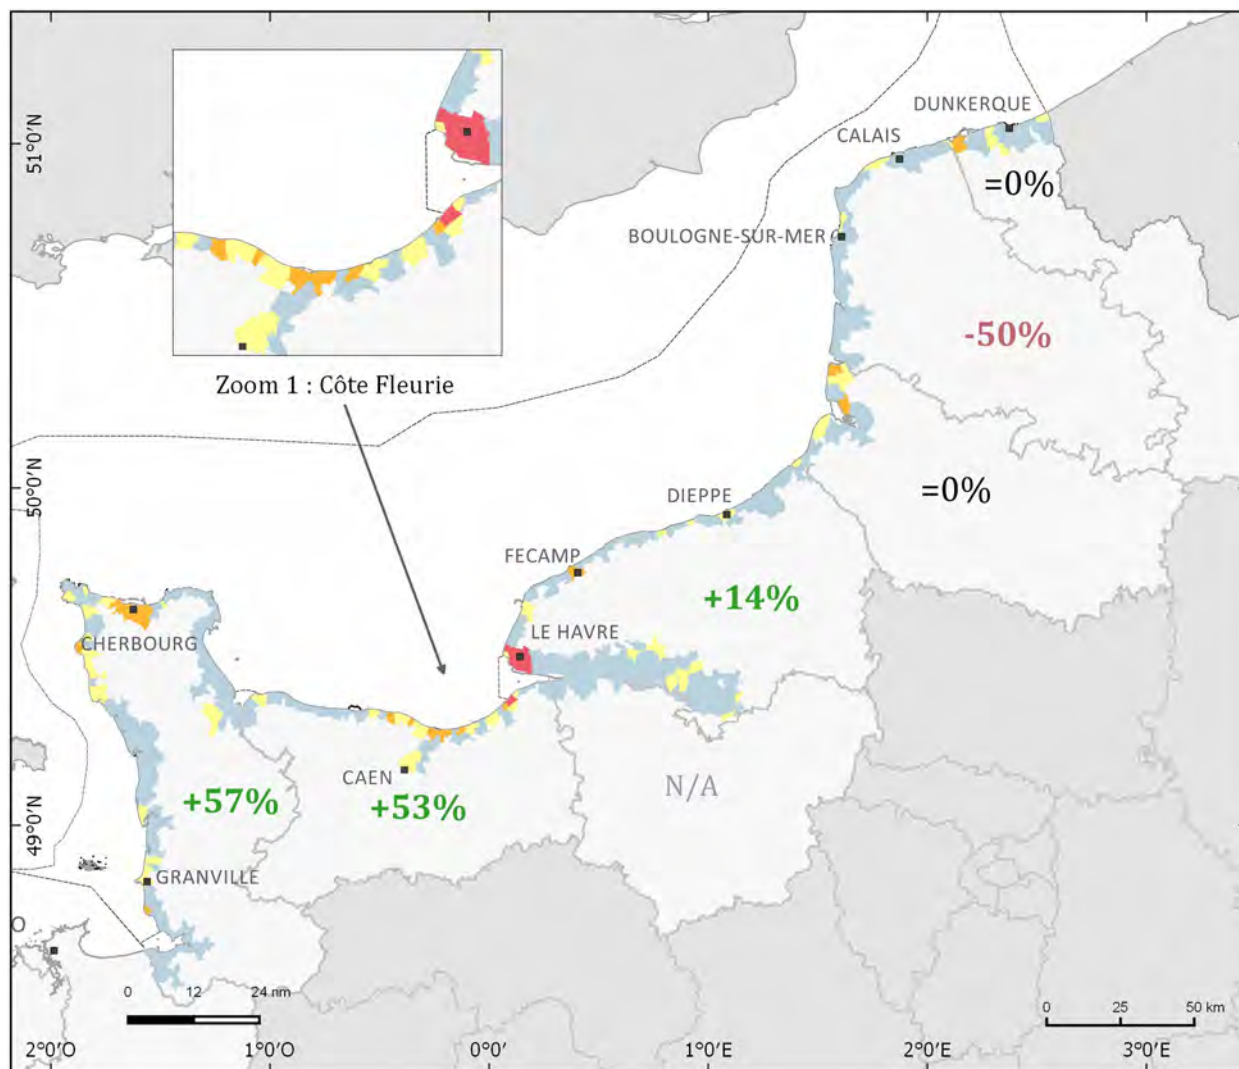 DUNKERQUE
CALAIS
=0%
BOULOGNE-SUR-MER
-50%
Zoom 1 : Côte Fleurie
=0%
DIEPPE
FECAMP
+14%
LE HAVRE
CHERBOURG
CAEN
N/A
+57%
+53%
GRANVILLE
O
0 12 24 nm
0 25 50 km
51°0'N
50°0'N
49°0'N
2°0'O 1°0'O 0°0' 1°0'E 2°0'E 3°0'E